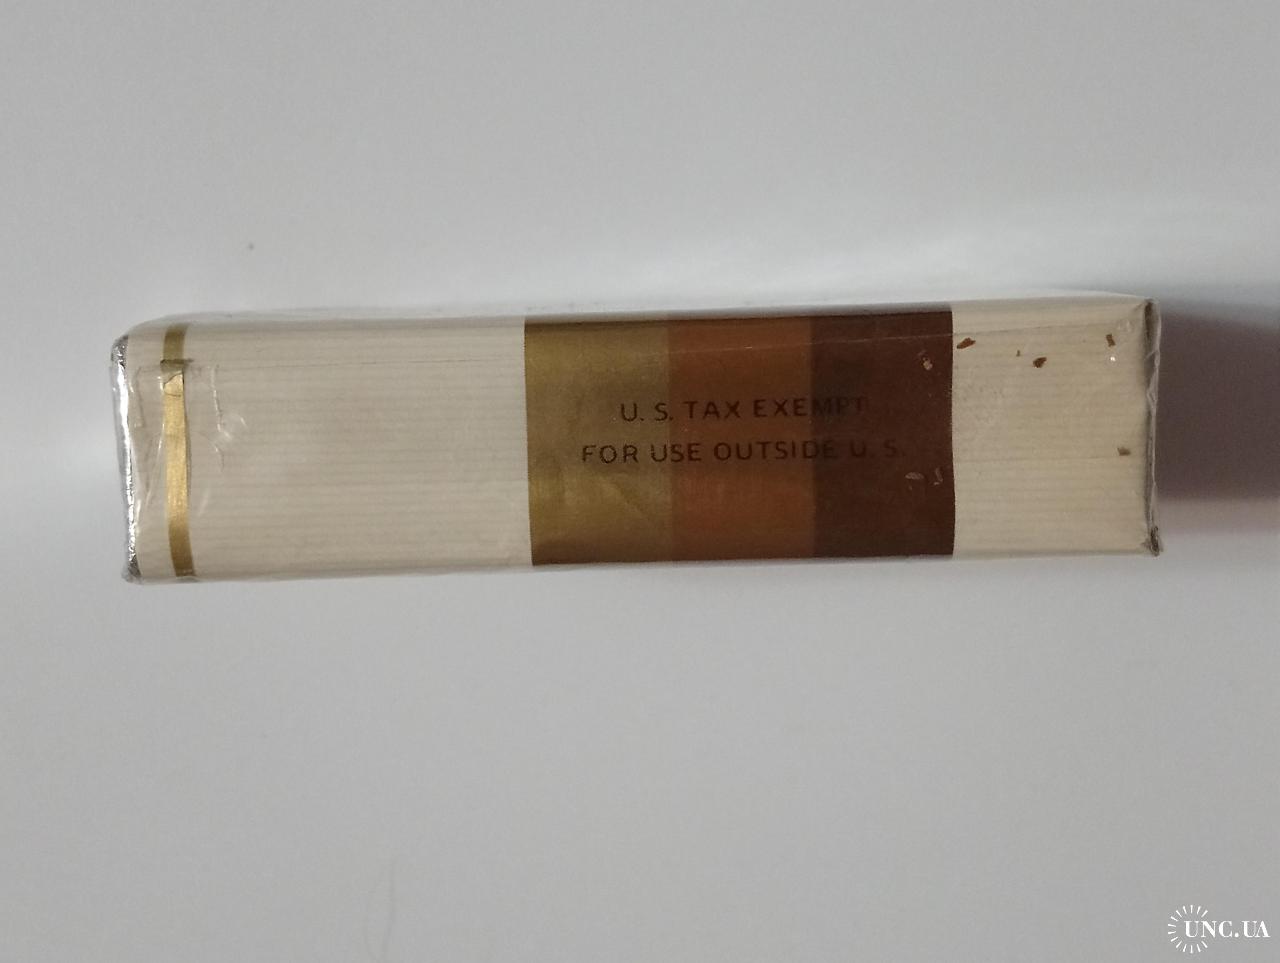 U. S. TAX EXEMPT
FOR USE OUTSIDE U. S.
UNC.UA